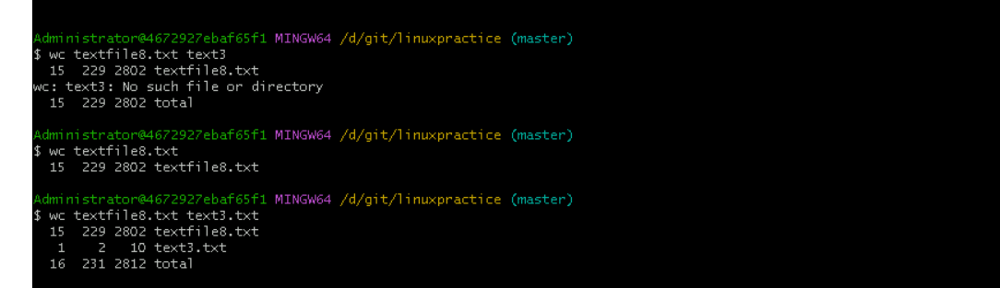 Administrator@4672927ebaf65f1 MINGW64 /d/git/linuxpractice (master)
$ wc textfile8.txt text3
  15  229 2802 textfile8.txt
wc: text3: No such file or directory
  15  229 2802 total
Administrator@4672927ebaf65f1 MINGW64 /d/git/linuxpractice (master)
$ wc textfile8.txt
  15  229 2802 textfile8.txt
Administrator@4672927ebaf65f1 MINGW64 /d/git/linuxpractice (master)
$ wc textfile8.txt text3.txt
  15  229 2802 textfile8.txt
   1    2   10 text3.txt
  16  231 2812 total